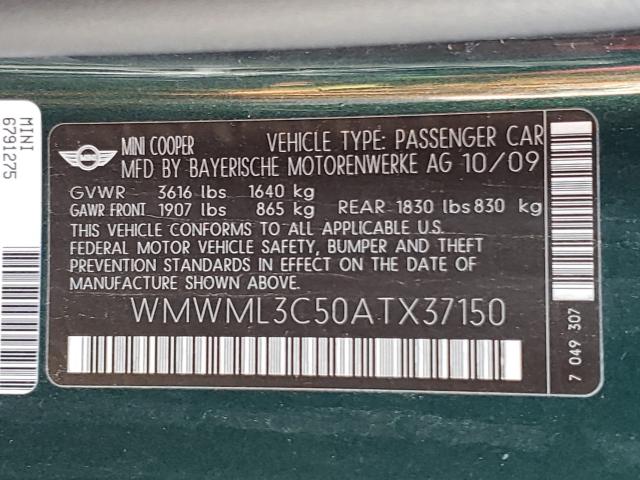 MINI COOPER VEHICLE TYPE: PASSENGER CAR
MFD BY BAYERISCHE MOTORENWERKE AG 10/09
GVWR 3616 lbs 1640 kg
GAWR FRONT 1907 lbs 865 kg REAR 1830 lbs 830 kg
THIS VEHICLE CONFORMS TO ALL APPLICABLE U.S.
FEDERAL MOTOR VEHICLE SAFETY, BUMPER AND THEFT
PREVENTION STANDARDS IN EFFECT ON THE DATE OF
MANUFACTURE SHOWN ABOVE.
WMWML3C50ATX37150
7 049 307
MINI
6791275